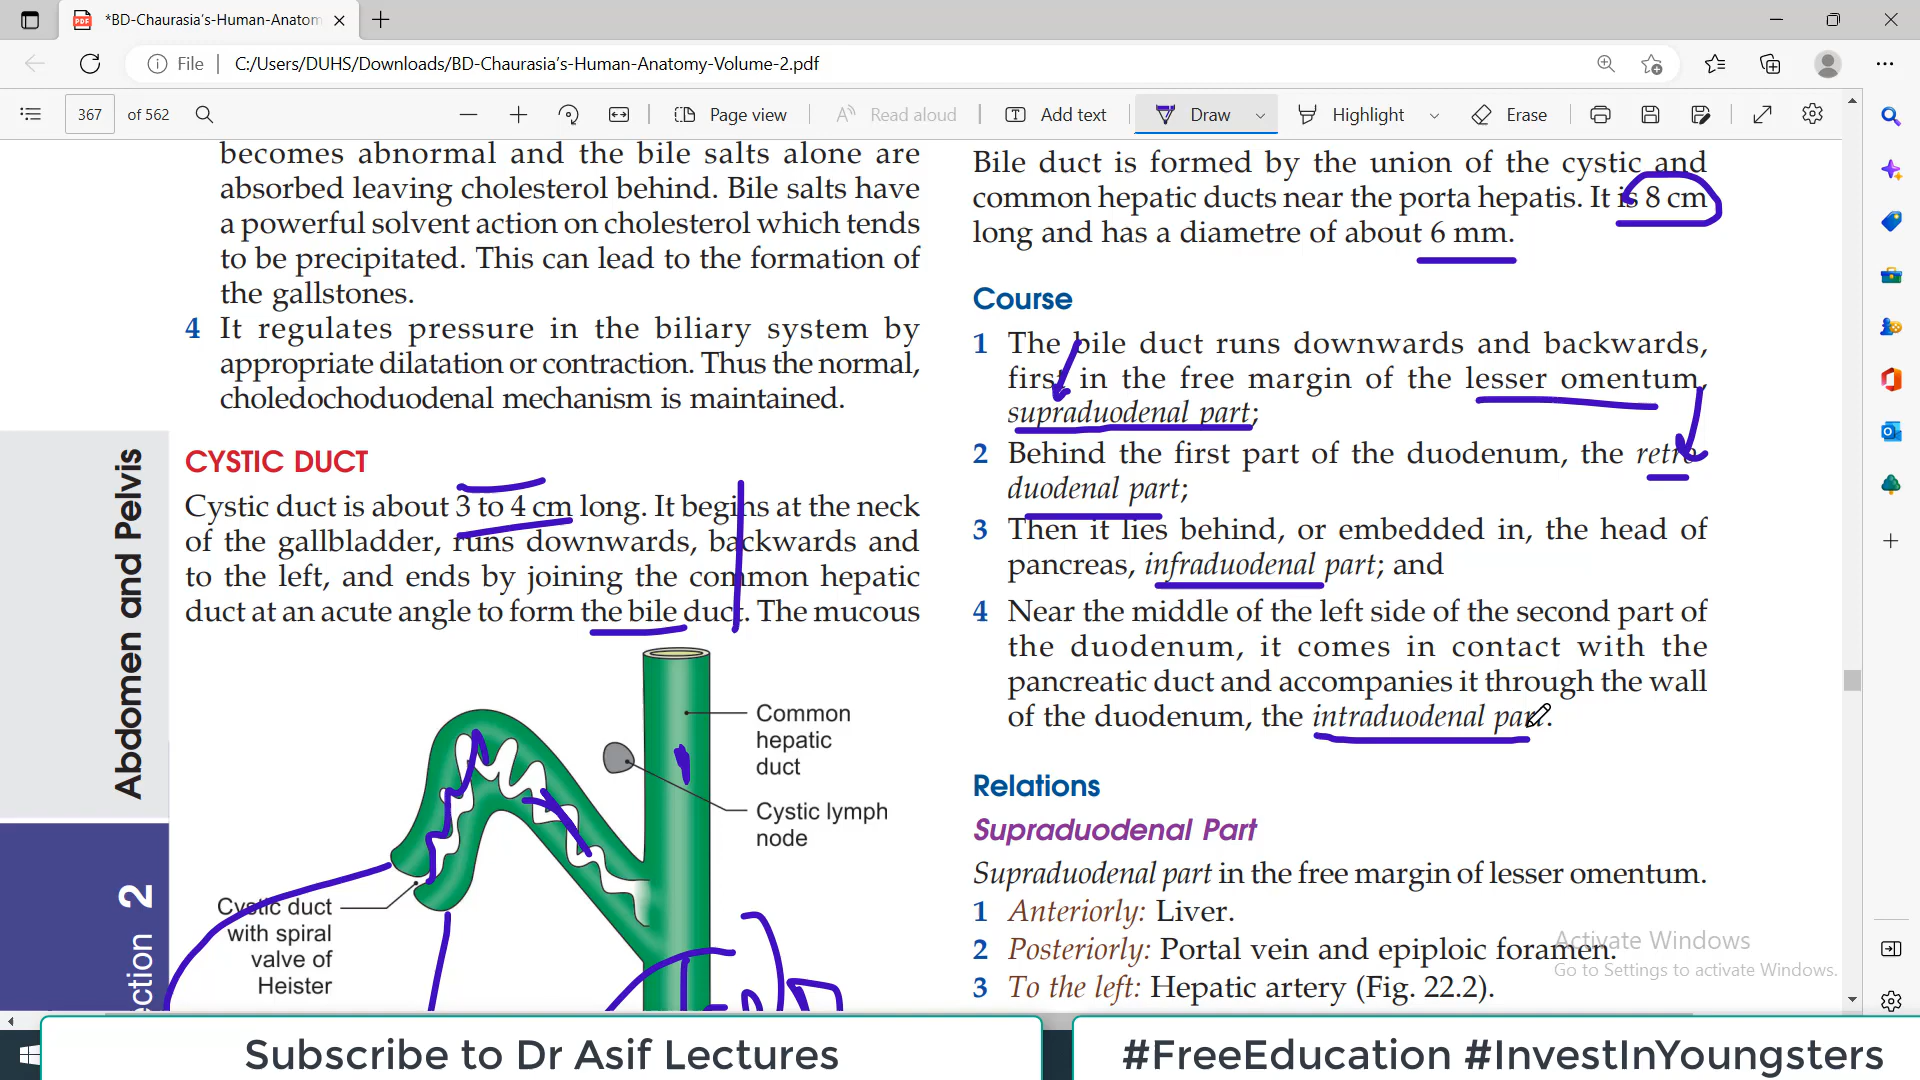 *BD-Chaurasia's-Human-Anatom
File
C:/Users/DUHS/Downloads/BD-Chaurasia's-Human-Anatomy-Volume-2.pdf
367 of 562
Page view
Read aloud
Add text
Draw
Highlight
Erase
becomes abnormal and the bile salts alone are
absorbed leaving cholesterol behind. Bile salts have
a powerful solvent action on cholesterol which tends
to be precipitated. This can lead to the formation of
the gallstones.
4 It regulates pressure in the biliary system by
appropriate dilatation or contraction. Thus the normal,
choledochoduodenal mechanism is maintained.
CYSTIC DUCT
Cystic duct is about 3 to 4 cm long. It begins at the neck
of the gallbladder, runs downwards, backwards and
to the left, and ends by joining the common hepatic
duct at an acute angle to form the bile duct. The mucous
Common
hepatic
duct
Cystic lymph
node
Cystic duct
with spiral
valve of
Heister
Abdomen and Pelvis
ection 2
Bile duct is formed by the union of the cystic and
common hepatic ducts near the porta hepatis. It is 8 cm
long and has a diametre of about 6 mm.
Course
1 The bile duct runs downwards and backwards,
first in the free margin of the lesser omentum,
supraduodenal part;
2 Behind the first part of the duodenum, the retro
duodenal part;
3 Then it lies behind, or embedded in, the head of
pancreas, infraduodenal part; and
4 Near the middle of the left side of the second part of
the duodenum, it comes in contact with the
pancreatic duct and accompanies it through the wall
of the duodenum, the intraduodenal part.
Relations
Supraduodenal Part
Supraduodenal part in the free margin of lesser omentum.
1 Anteriorly: Liver.
2 Posteriorly: Portal vein and epiploic foramen.
3 To the left: Hepatic artery (Fig. 22.2).
Activate Windows
Go to Settings to activate Windows.
Subscribe to Dr Asif Lectures
#FreeEducation #InvestInYoungsters